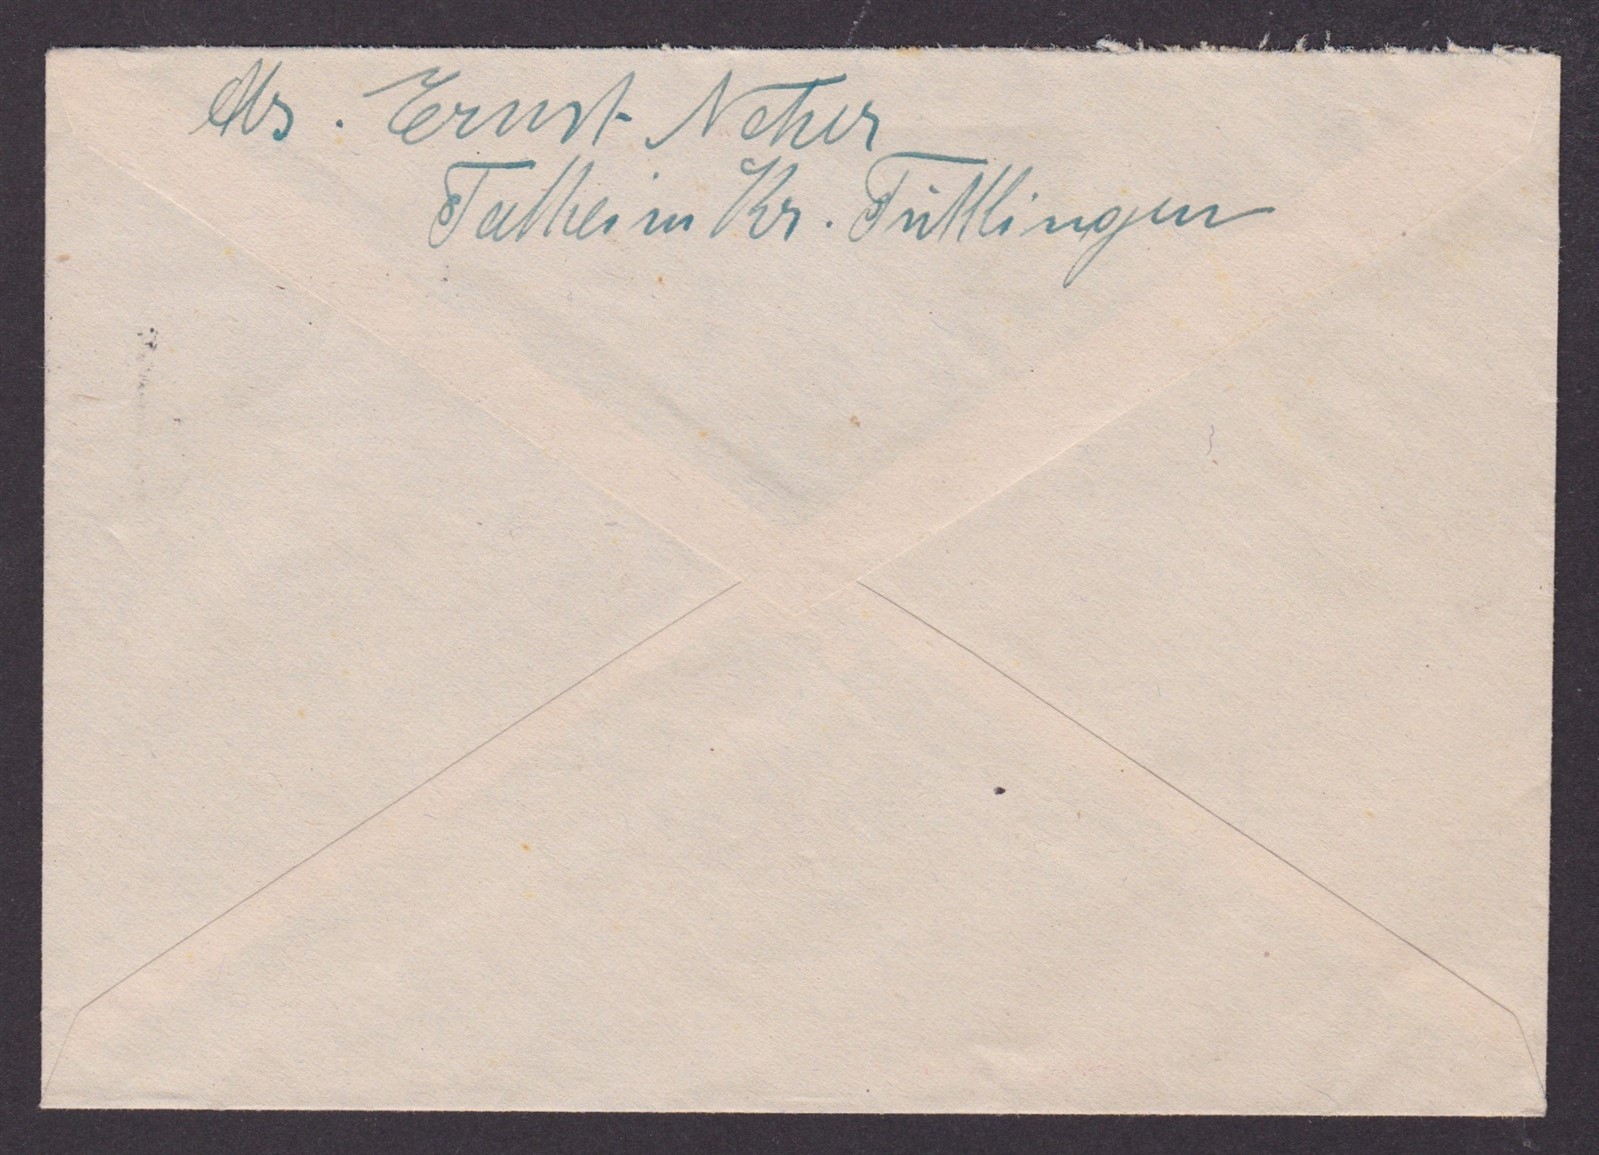 Abs. Ernst Neher
Talheim Kr. Tuttlingen